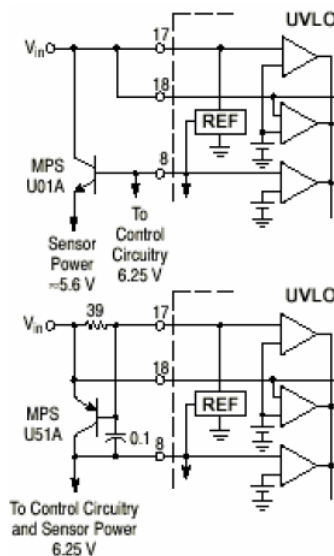 UVLO
Vin
17
18
REF
MPS
U01A
8
To
Control
Circuitry
6.25 V
Sensor
Power
≈5.6 V
UVLO
39
Vin
17
18
REF
MPS
U51A
0.1
8
To Control Circuitry
and Sensor Power
6.25 V